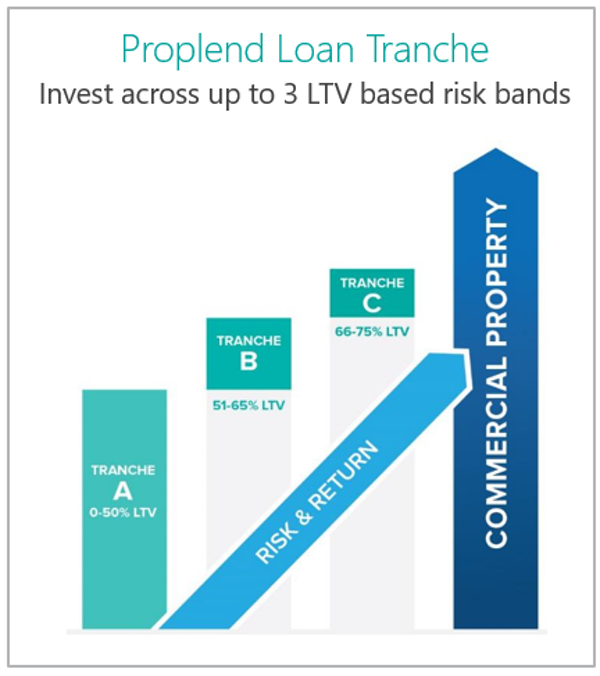 Proplend Loan Tranche
Invest across up to 3 LTV based risk bands
TRANCHE
A
0-50% LTV
TRANCHE
B
51-65% LTV
TRANCHE
C
66-75% LTV
RISK & RETURN
COMMERCIAL PROPERTY